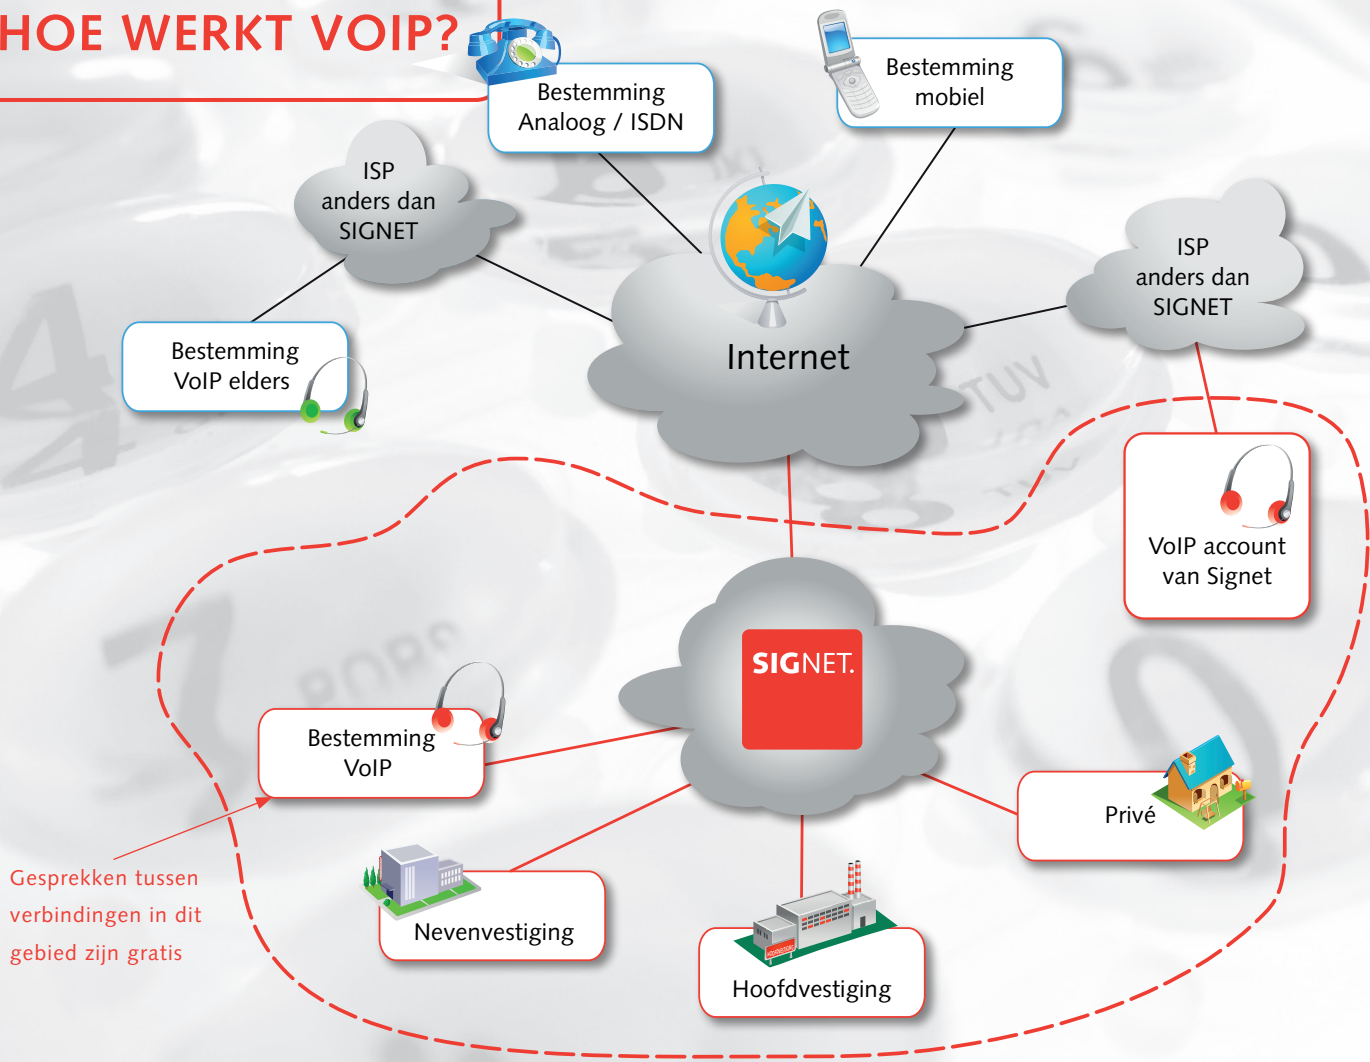 HOE WERKT VOIP?
Bestemming
Analoog / ISDN
Bestemming
mobiel
ISP
anders dan
SIGNET
ISP
anders dan
SIGNET
Internet
Bestemming
VoIP elders
VoIP account
van Signet
SIGNET.
Bestemming
VoIP
Privé
Gesprekken tussen
verbindingen in dit
gebied zijn gratis
Nevenvestiging
Hoofdvestiging
TUV